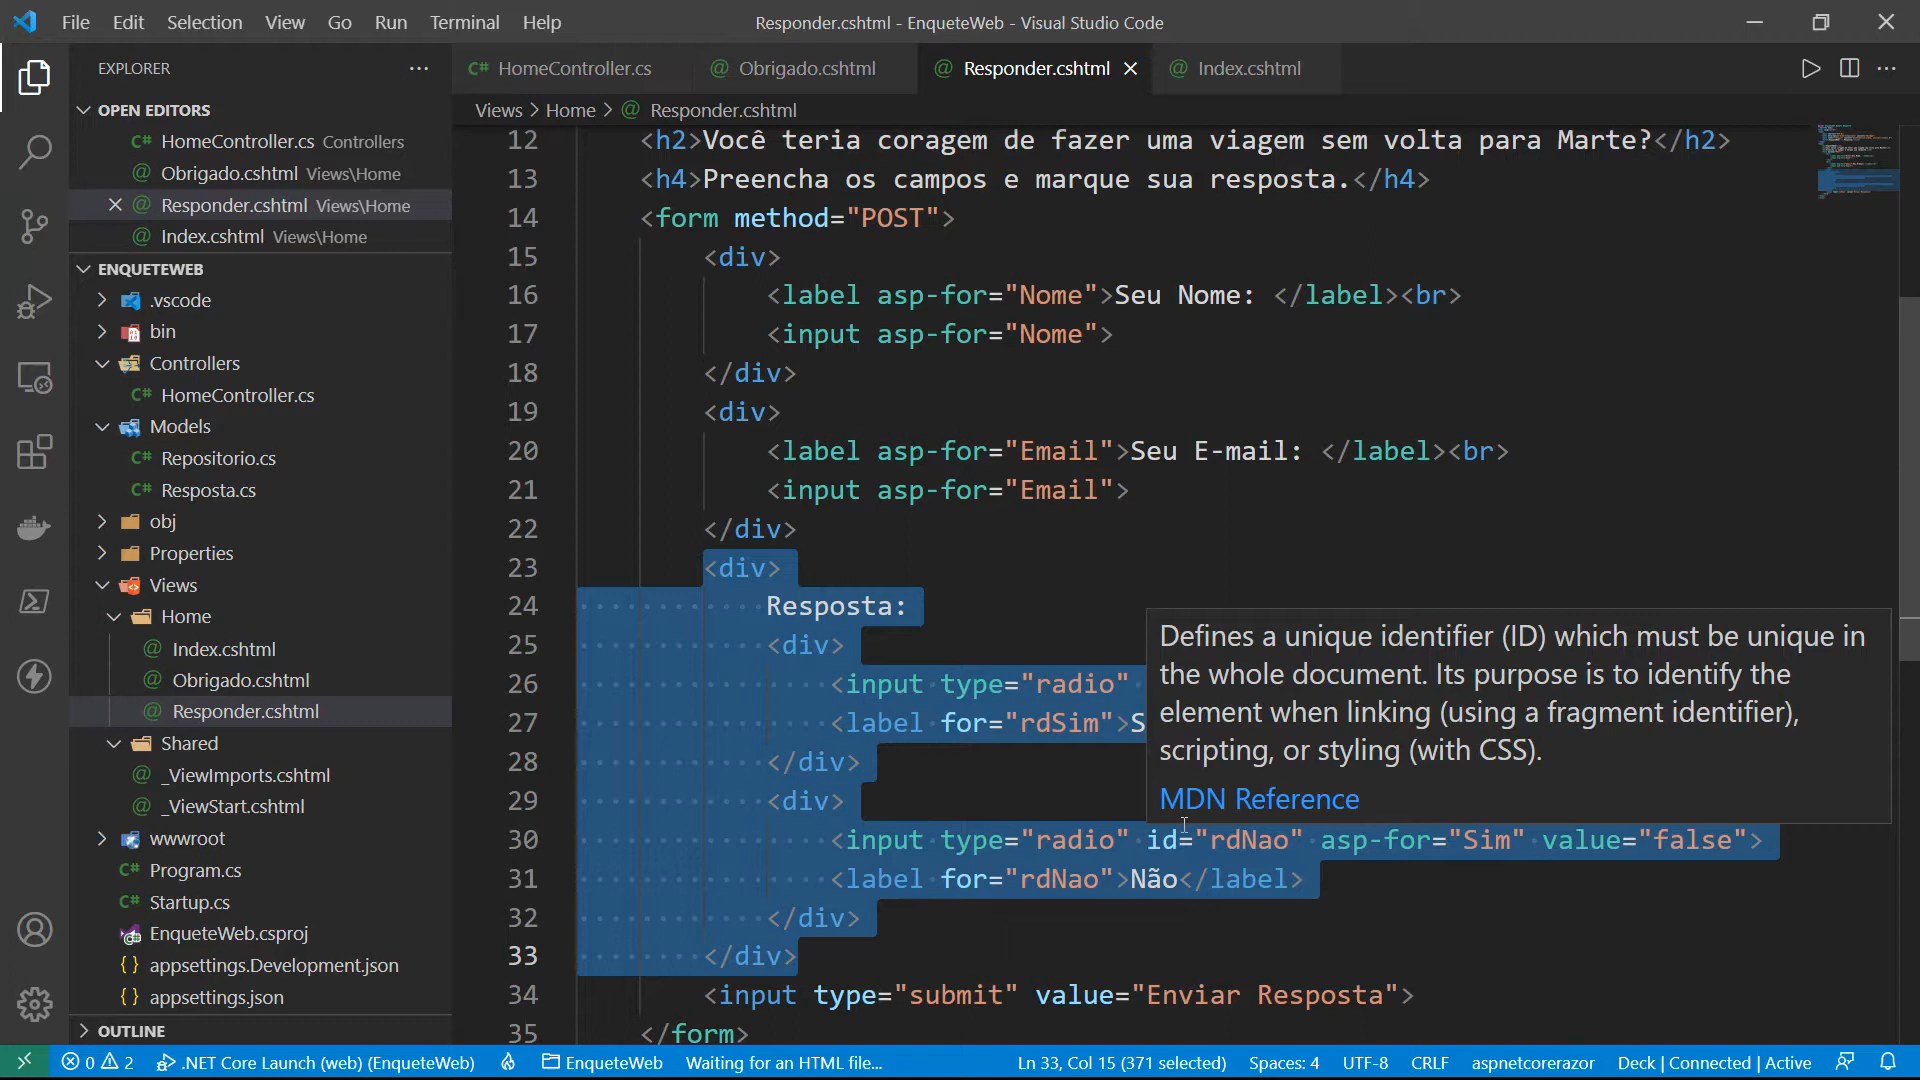 File Edit Selection View Go Run Terminal Help
Responder.cshtml - EnqueteWeb - Visual Studio Code
EXPLORER
OPEN EDITORS
HomeController.cs Controllers
Obrigado.cshtml Views\Home
Responder.cshtml Views\Home
Index.cshtml Views\Home
ENQUETEWEB
.vscode
bin
Controllers
C# HomeController.cs
Models
C# Repositorio.cs
C# Resposta.cs
obj
Properties
Views
Home
Index.cshtml
Obrigado.cshtml
Responder.cshtml
Shared
_ViewImports.cshtml
_ViewStart.cshtml
wwwroot
C# Program.cs
C# Startup.cs
EnqueteWeb.csproj
{} appsettings.Development.json
{} appsettings.json
OUTLINE
C# HomeController.cs
@ Obrigado.cshtml
@ Responder.cshtml
@ Index.cshtml
Views > Home > @ Responder.cshtml
12 <h2>Você teria coragem de fazer uma viagem sem volta para Marte?</h2>
13 <h4>Preencha os campos e marque sua resposta.</h4>
14 <form method="POST">
15 <div>
16 <label asp-for="Nome">Seu Nome: </label><br>
17 <input asp-for="Nome">
18 </div>
19 <div>
20 <label asp-for="Email">Seu E-mail: </label><br>
21 <input asp-for="Email">
22 </div>
23 <div>
24 Resposta:
25 <div>
26 <input type="radio"
27 <label for="rdSim">S
28 </div>
29 <div>
30 <input type="radio" id="rdNao" asp-for="Sim" value="false">
31 <label for="rdNao">Não</label>
32 </div>
33 </div>
34 <input type="submit" value="Enviar Resposta">
35 </form>
Defines a unique identifier (ID) which must be unique in
the whole document. Its purpose is to identify the
element when linking (using a fragment identifier),
scripting, or styling (with CSS).
MDN Reference
0 2 .NET Core Launch (web) (EnqueteWeb) EnqueteWeb Waiting for an HTML file... Ln 33, Col 15 (371 selected) Spaces: 4 UTF-8 CRLF aspnetcorerazor Deck | Connected | Active